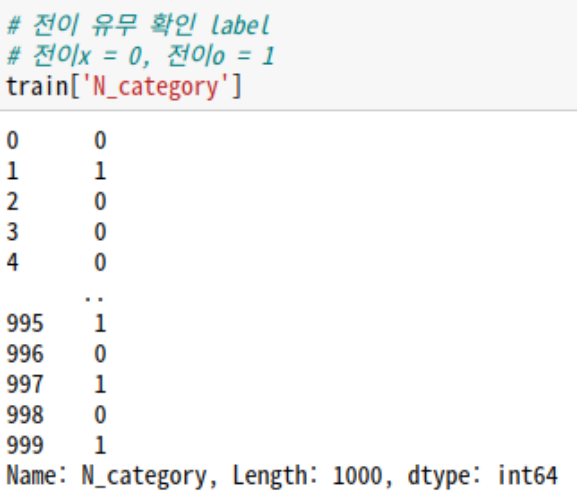 # 전이 유무 확인 label
# 전이x = 0, 전이o = 1
train['N_category']
0 0
1 1
2 0
3 0
4 0
..
995 1
996 0
997 1
998 0
999 1
Name: N_category, Length: 1000, dtype: int64